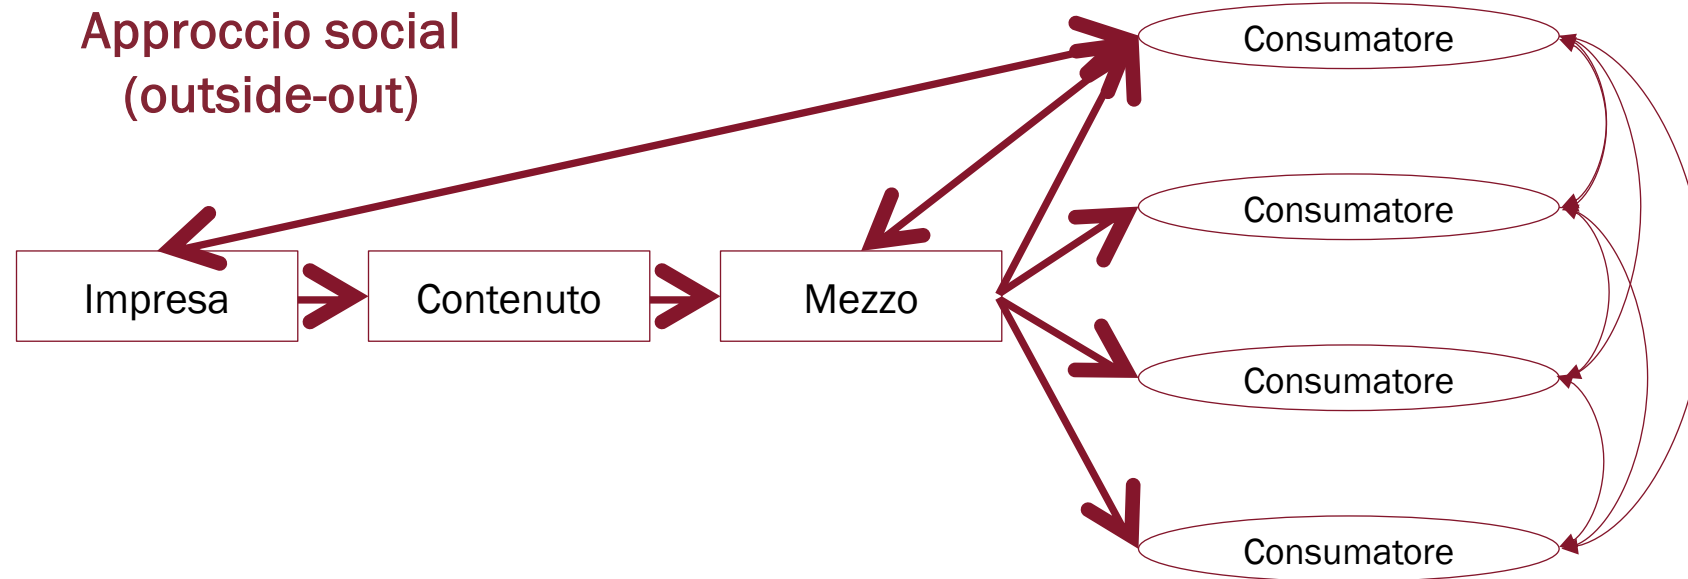 Approccio social
(outside-out)
Consumatore
Consumatore
Impresa
Contenuto
Mezzo
Consumatore
Consumatore